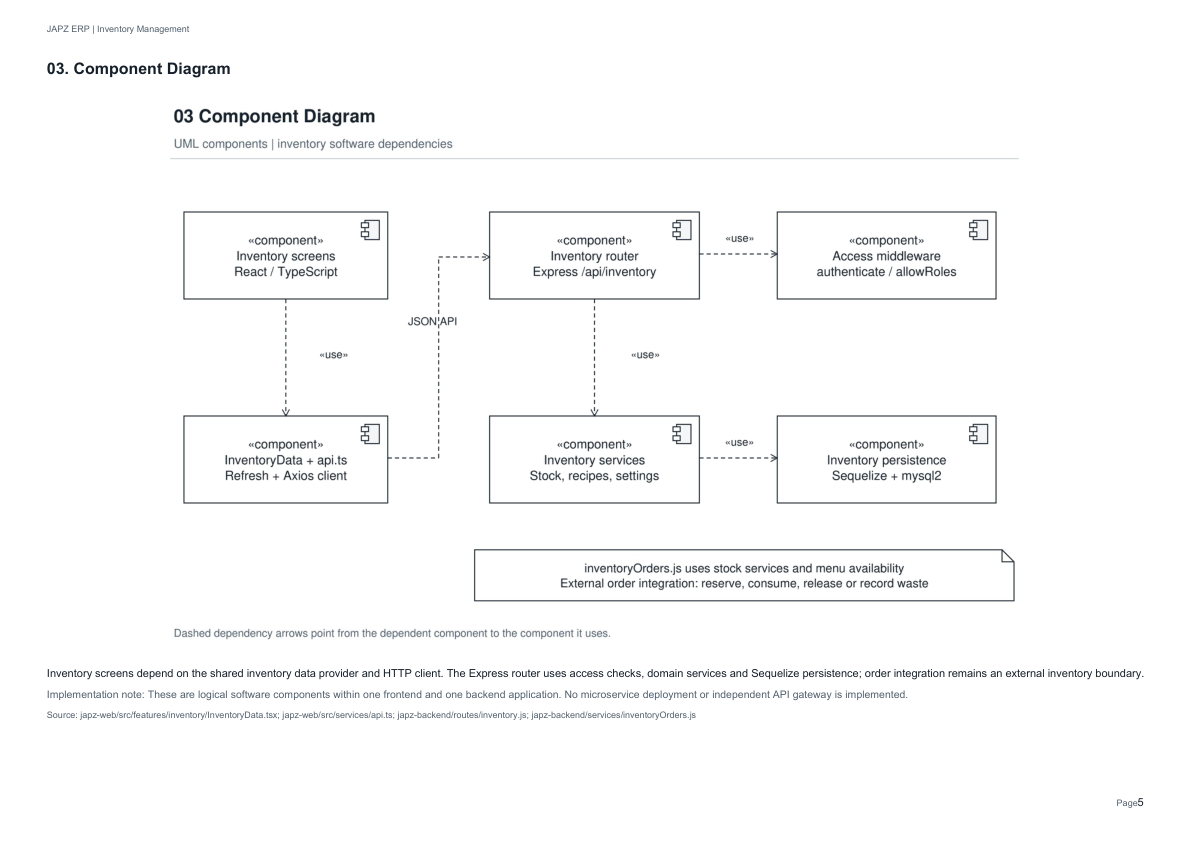 JAPZ ERP | Inventory Management
03. Component Diagram
03 Component Diagram
UML components | inventory software dependencies
«component»
Inventory screens
React / TypeScript
«component»
Inventory router
Express /api/inventory
«use»
«component»
Access middleware
authenticate / allowRoles
JSON API
«use»
«use»
«component»
InventoryData + api.ts
Refresh + Axios client
«component»
Inventory services
Stock, recipes, settings
«use»
«component»
Inventory persistence
Sequelize + mysql2
inventoryOrders.js uses stock services and menu availability
External order integration: reserve, consume, release or record waste
Dashed dependency arrows point from the dependent component to the component it uses.
Inventory screens depend on the shared inventory data provider and HTTP client. The Express router uses access checks, domain services and Sequelize persistence; order integration remains an external inventory boundary.
Implementation note: These are logical software components within one frontend and one backend application. No microservice deployment or independent API gateway is implemented.
Source: japz-web/src/features/inventory/InventoryData.tsx; japz-web/src/services/api.ts; japz-backend/routes/inventory.js; japz-backend/services/inventoryOrders.js
Page5